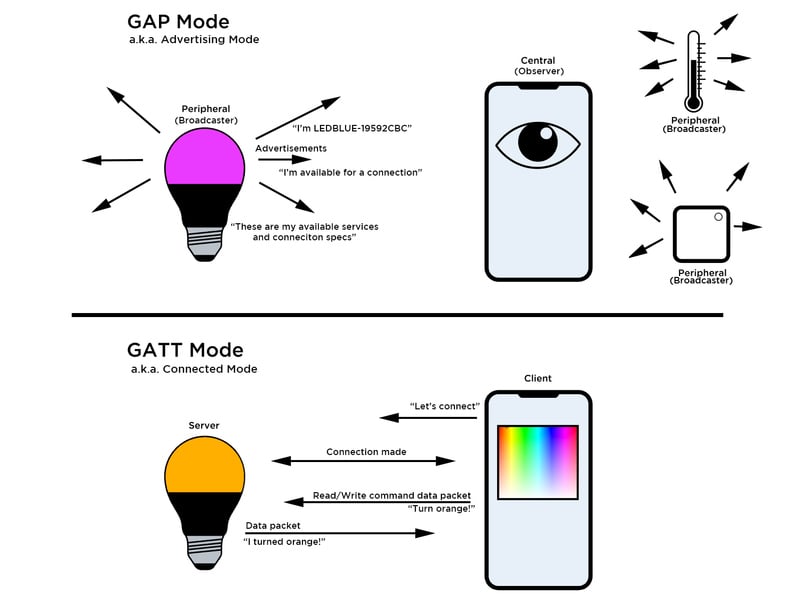 GAP Mode
a.k.a. Advertising Mode
Peripheral
(Broadcaster)
“I’m LEDBLUE-19592CBC”
Advertisements
“I’m available for a connection”
“These are my available services
and conneciton specs”
Central
(Observer)
Peripheral
(Broadcaster)
Peripheral
(Broadcaster)
GATT Mode
a.k.a. Connected Mode
Server
Client
“Let’s connect”
Connection made
Read/Write command data packet
“Turn orange!”
Data packet
“I turned orange!”